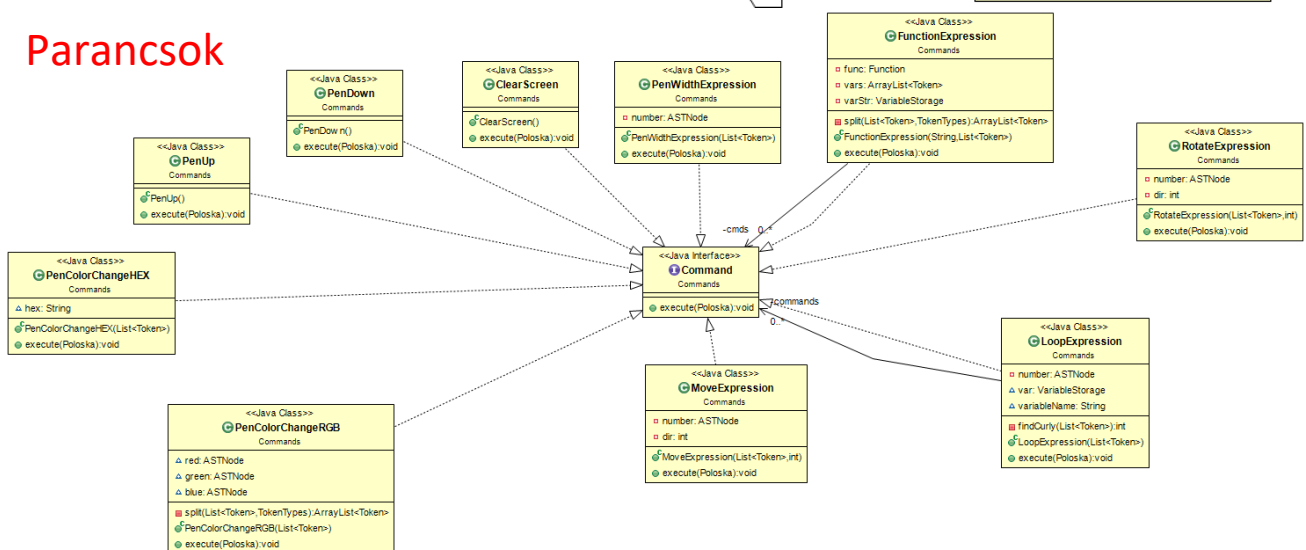 Parancsok
<<Java Class>>
FunctionExpression
Commands
func: Function
vars: ArrayList<Token>
varStr: VariableStorage
split(List<Token>,TokenTypes):ArrayList<Token>
FunctionExpression(String,List<Token>)
execute(Poloska):void
<<Java Class>>
PenWidthExpression
Commands
number: ASTNode
PenWidthExpression(List<Token>)
execute(Poloska):void
<<Java Class>>
ClearScreen
Commands
ClearScreen()
execute(Poloska):void
<<Java Class>>
PenDown
Commands
PenDown()
execute(Poloska):void
<<Java Class>>
PenUp
Commands
PenUp()
execute(Poloska):void
<<Java Class>>
RotateExpression
Commands
number: ASTNode
dir: int
RotateExpression(List<Token>,int)
execute(Poloska):void
-cmds 0..*
<<Java Interface>>
Command
Commands
execute(Poloska):void
-commands
0..*
<<Java Class>>
PenColorChangeHEX
Commands
hex: String
PenColorChangeHEX(List<Token>)
execute(Poloska):void
<<Java Class>>
LoopExpression
Commands
number: ASTNode
var: VariableStorage
variableName: String
findCurly(List<Token>):int
LoopExpression(List<Token>)
execute(Poloska):void
<<Java Class>>
MoveExpression
Commands
number: ASTNode
dir: int
MoveExpression(List<Token>,int)
execute(Poloska):void
<<Java Class>>
PenColorChangeRGB
Commands
red: ASTNode
green: ASTNode
blue: ASTNode
split(List<Token>,TokenTypes):ArrayList<Token>
PenColorChangeRGB(List<Token>)
execute(Poloska):void